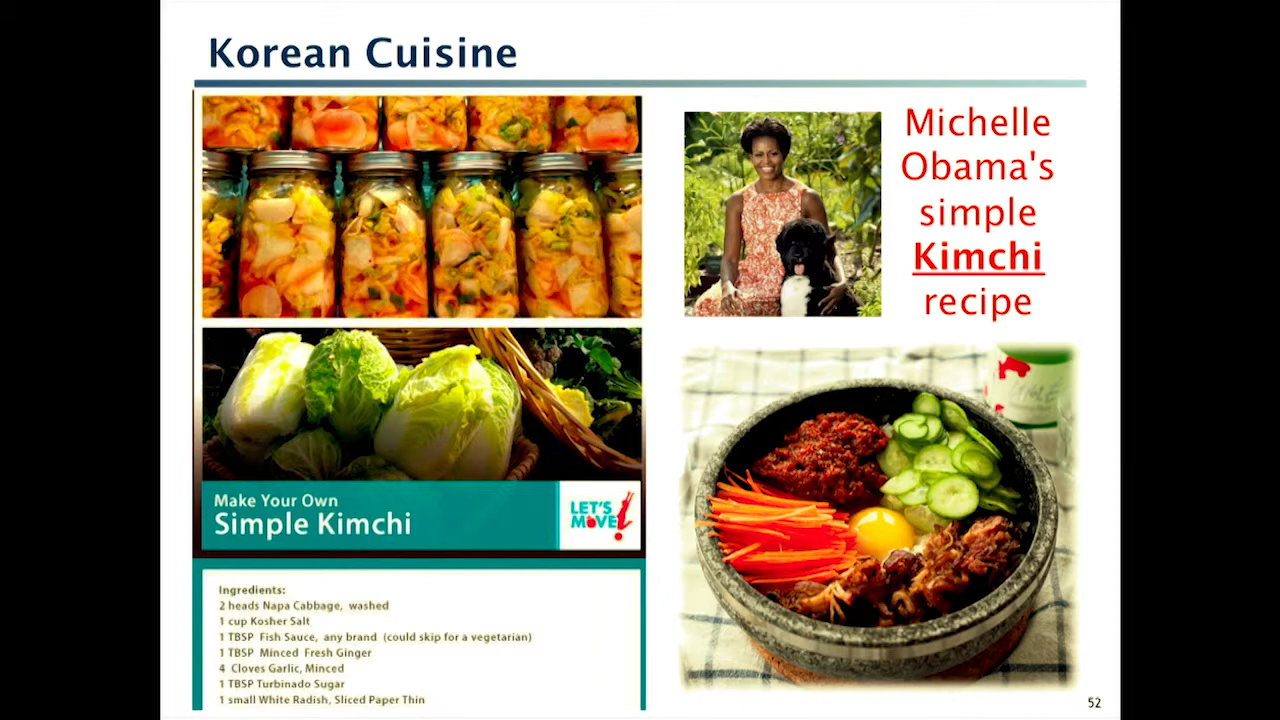 Korean Cuisine
Michelle
Obama's
simple
Kimchi
recipe
Make Your Own
Simple Kimchi
LET'S
MOVE!
Ingredients:
2 heads Napa Cabbage, washed
1 cup Kosher Salt
1 TBSP Fish Sauce, any brand (could skip for a vegetarian)
1 TBSP Minced Fresh Ginger
4 Cloves Garlic, Minced
1 TBSP Turbinado Sugar
1 small White Radish, Sliced Paper Thin
52